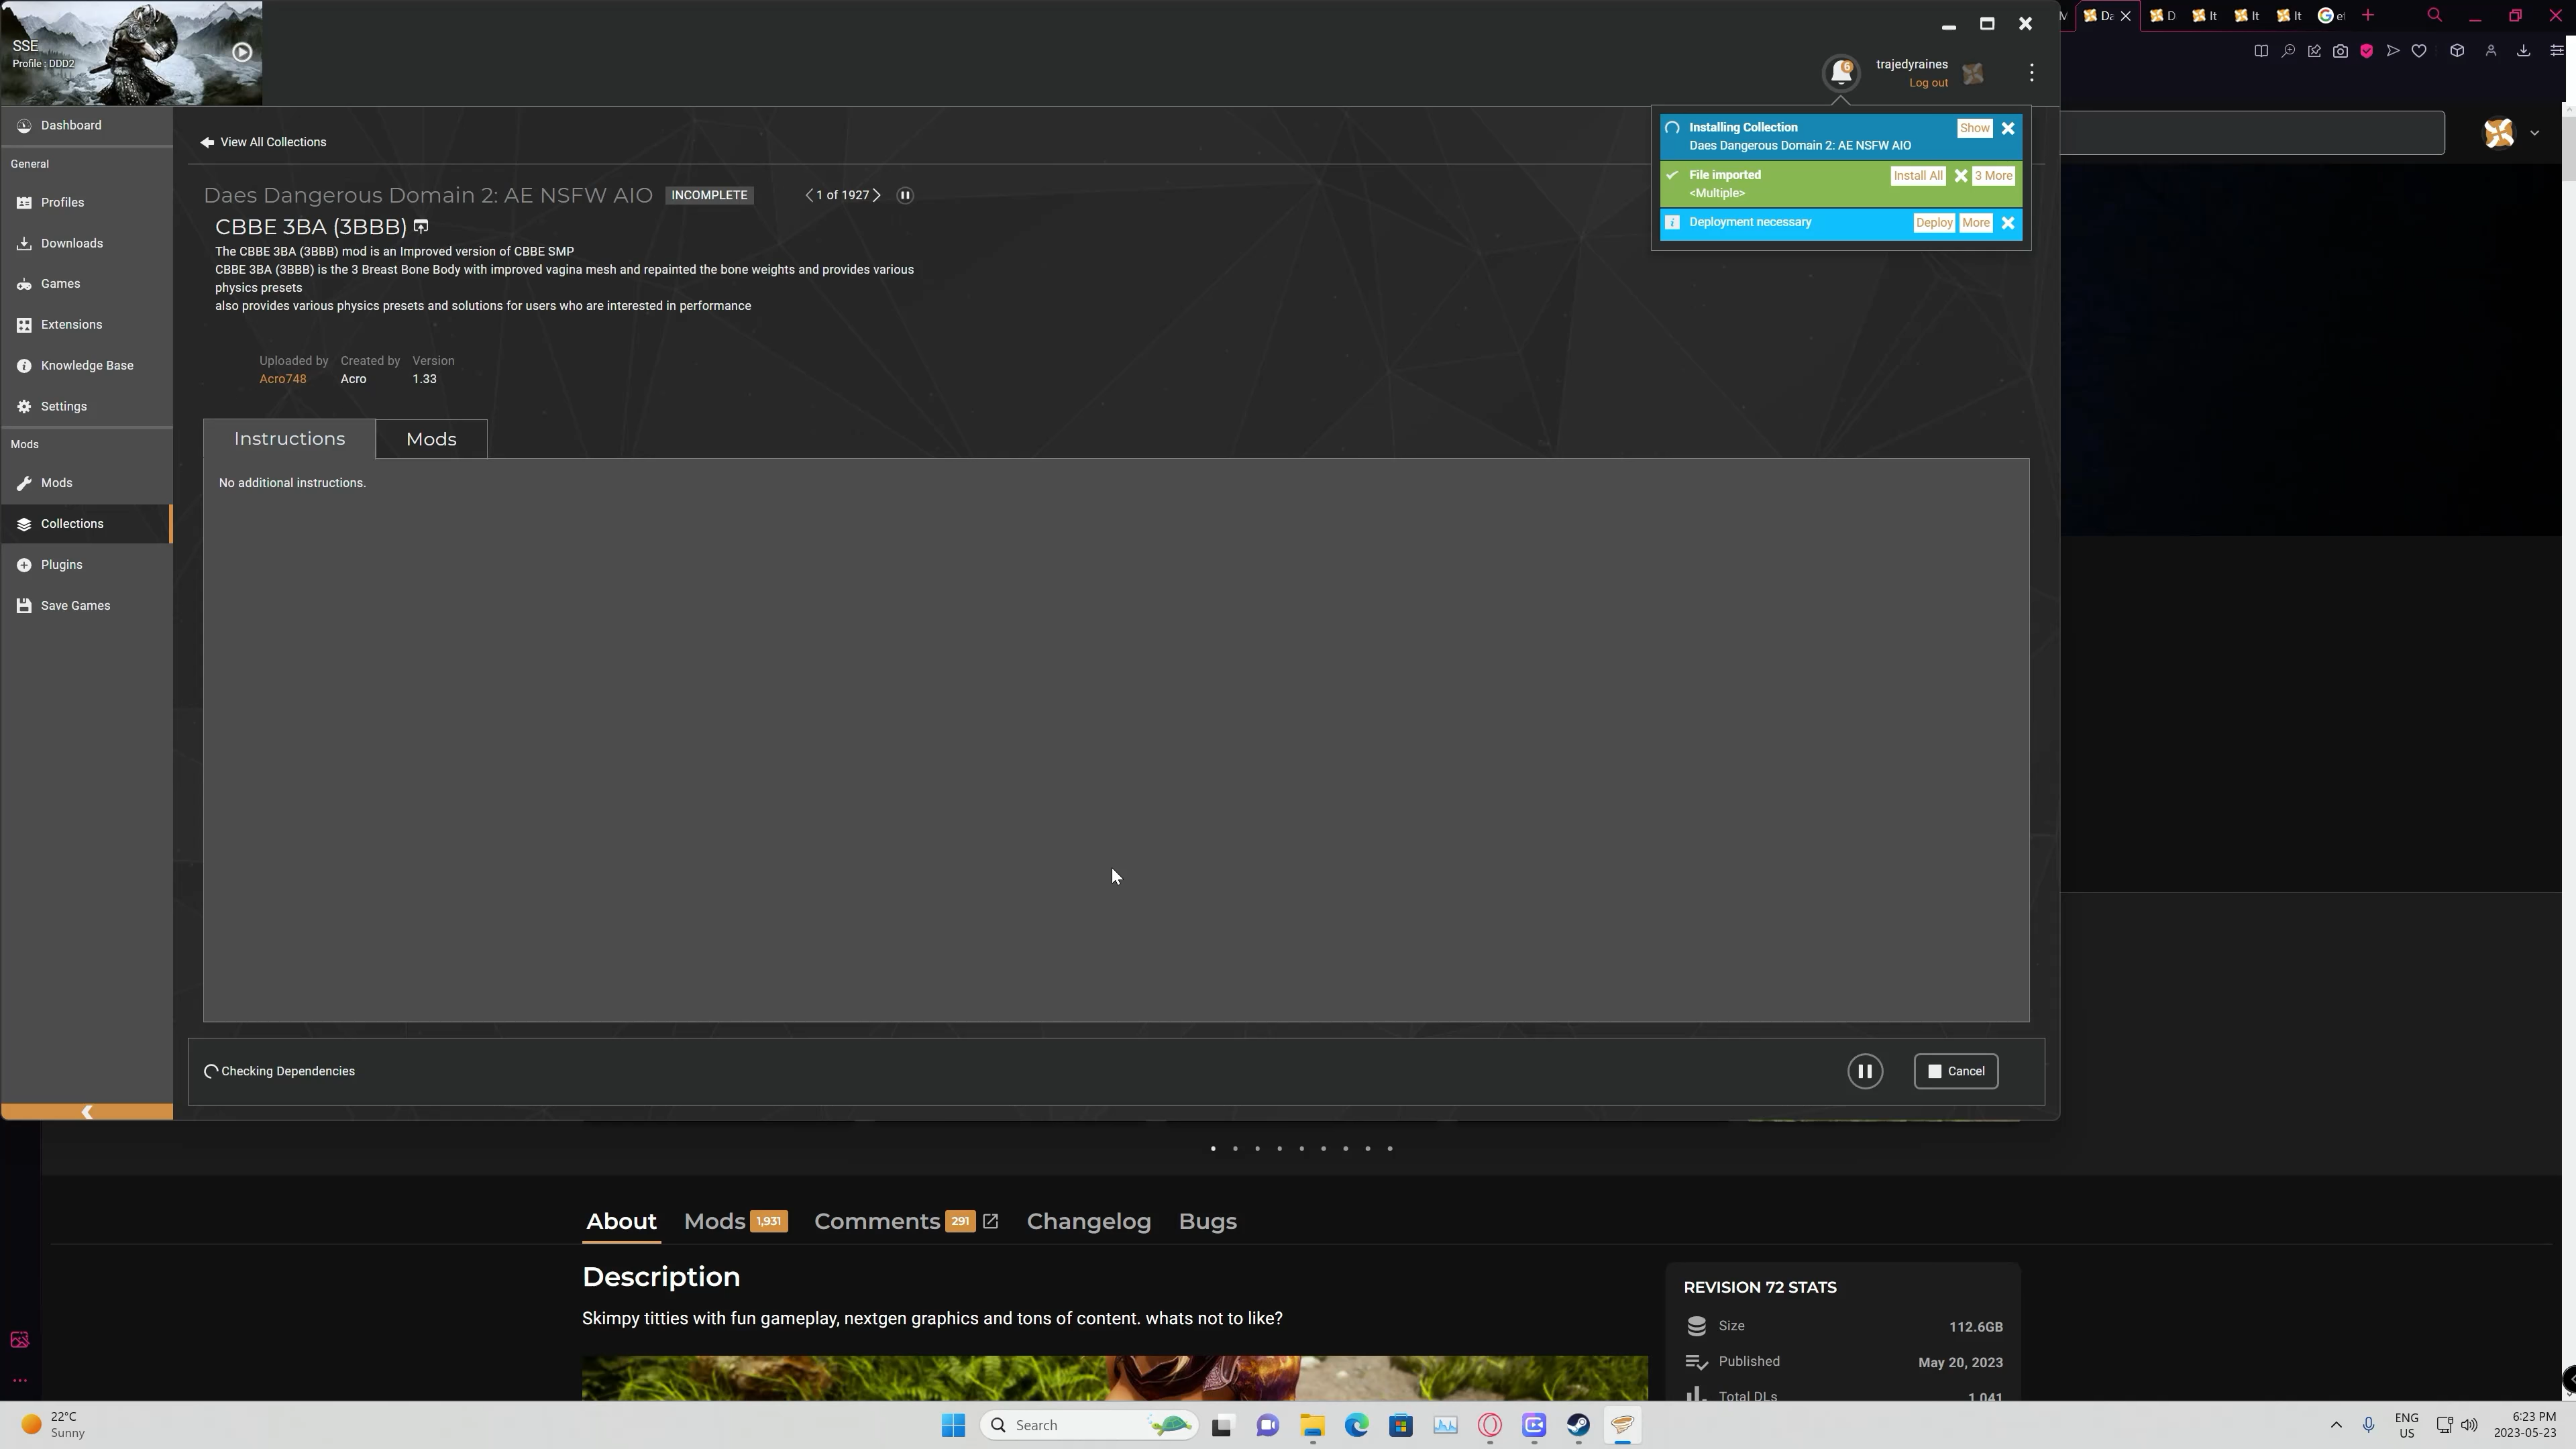 SSE
Profile : DDD2
6
trajedyraines
Log out
Dashboard
General
Profiles
Downloads
Games
Extensions
Knowledge Base
Settings
Mods
Mods
Collections
Plugins
Save Games
View All Collections
Daes Dangerous Domain 2: AE NSFW AIO INCOMPLETE 1 of 1927
CBBE 3BA (3BBB)
The CBBE 3BA (3BBB) mod is an Improved version of CBBE SMP
CBBE 3BA (3BBB) is the 3 Breast Bone Body with improved vagina mesh and repainted the bone weights and provides various
physics presets
also provides various physics presets and solutions for users who are interested in performance
Uploaded by Created by Version
Acro748 Acro 1.33
Installing Collection Show
Daes Dangerous Domain 2: AE NSFW AIO
File imported Install All 3 More
<Multiple>
Deployment necessary Deploy More
Instructions Mods
No additional instructions.
Checking Dependencies Cancel
About Mods 1,931 Comments 291 Changelog Bugs
Description
Skimpy titties with fun gameplay, nextgen graphics and tons of content. whats not to like?
REVISION 72 STATS
Size 112.6GB
Published May 20, 2023
Total DLs 1,041
22°C
Sunny
Search
ENG
US
6:23 PM
2023-05-23